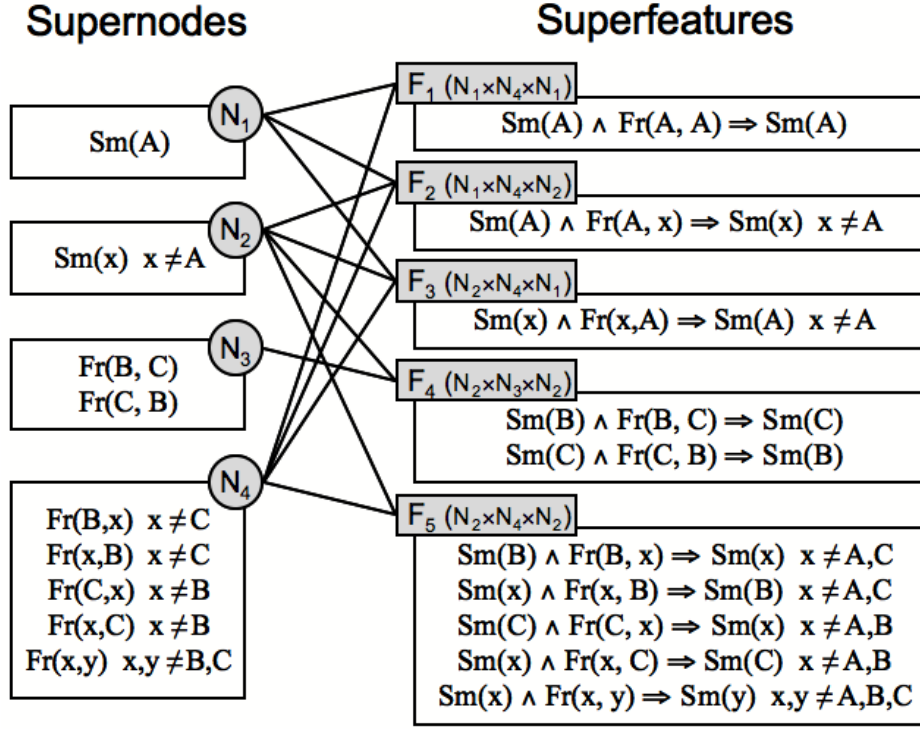 Supernodes
Superfeatures
N₁
Sm(A)
N₂
Sm(x) x ≠ A
N₃
Fr(B, C)
Fr(C, B)
N₄
Fr(B,x) x ≠ C
Fr(x,B) x ≠ C
Fr(C,x) x ≠ B
Fr(x,C) x ≠ B
Fr(x,y) x,y ≠ B,C
F₁ (N₁×N₄×N₁)
Sm(A) ∧ Fr(A, A) ⇒ Sm(A)
F₂ (N₁×N₄×N₂)
Sm(A) ∧ Fr(A, x) ⇒ Sm(x) x ≠ A
F₃ (N₂×N₄×N₁)
Sm(x) ∧ Fr(x,A) ⇒ Sm(A) x ≠ A
F₄ (N₂×N₃×N₂)
Sm(B) ∧ Fr(B, C) ⇒ Sm(C)
Sm(C) ∧ Fr(C, B) ⇒ Sm(B)
F₅ (N₂×N₄×N₂)
Sm(B) ∧ Fr(B, x) ⇒ Sm(x) x ≠ A,C
Sm(x) ∧ Fr(x, B) ⇒ Sm(B) x ≠ A,C
Sm(C) ∧ Fr(C, x) ⇒ Sm(x) x ≠ A,B
Sm(x) ∧ Fr(x, C) ⇒ Sm(C) x ≠ A,B
Sm(x) ∧ Fr(x, y) ⇒ Sm(y) x,y ≠ A,B,C